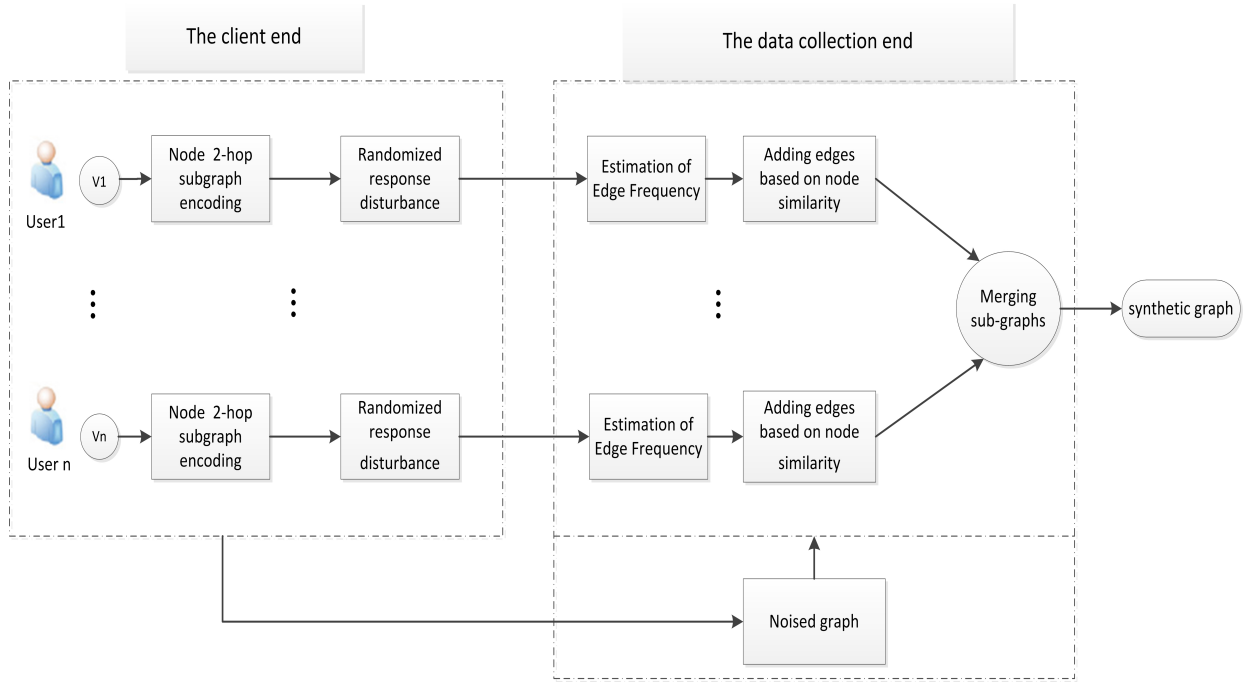 The client end
The data collection end
User1
V1
Node 2-hop
subgraph
encoding
Randomized
response
disturbance
Estimation of
Edge Frequency
Adding edges
based on node
similarity
Merging
sub-graphs
synthetic graph
User n
Vn
Node 2-hop
subgraph
encoding
Randomized
response
disturbance
Estimation of
Edge Frequency
Adding edges
based on node
similarity
Noised graph